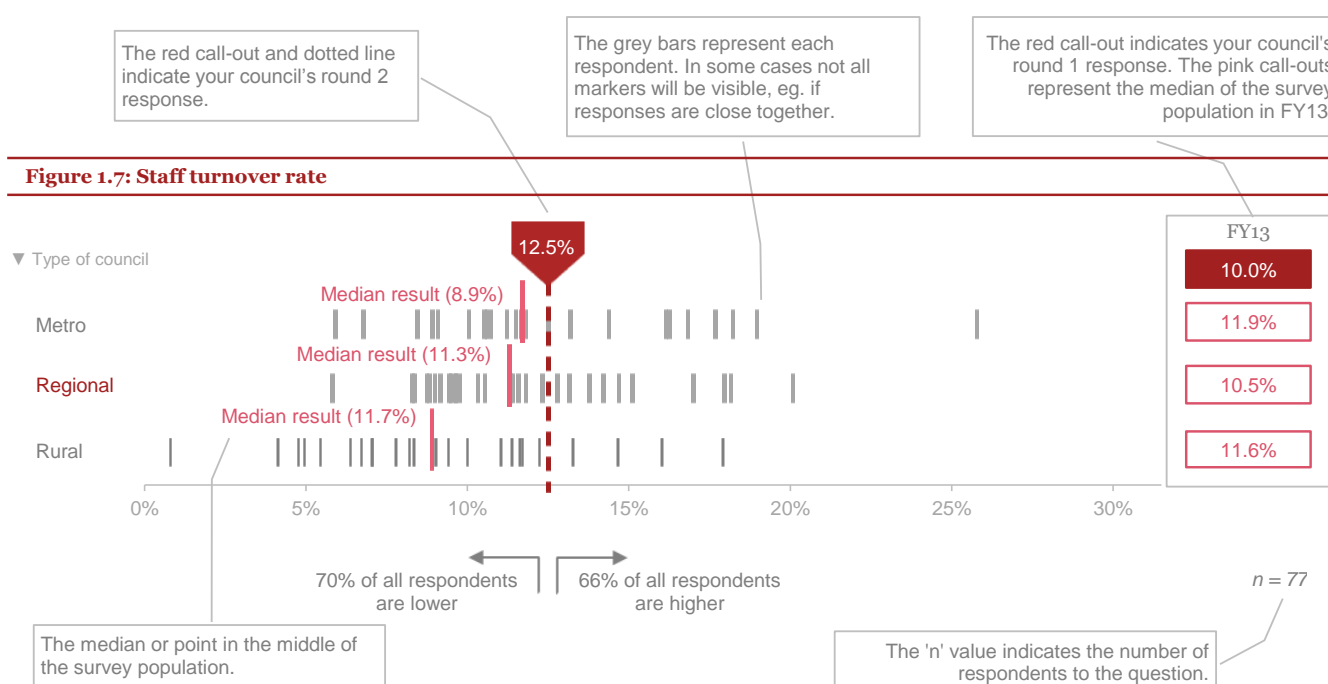 The red call-out and dotted line
indicate your council's round 2
response.
The grey bars represent each
respondent. In some cases not all
markers will be visible, eg. if
responses are close together.
The red call-out indicates your council's
round 1 response. The pink call-outs
represent the median of the survey
population in FY13
Figure 1.7: Staff turnover rate
FY13
12.5%
▼ Type of council
10.0%
Median result (8.9%)
Metro
11.9%
Median result (11.3%)
Regional
10.5%
Median result (11.7%)
Rural
11.6%
0% 5% 10% 15% 20% 25% 30%
70% of all respondents
are lower
66% of all respondents
are higher
n = 77
The median or point in the middle of
the survey population.
The 'n' value indicates the number of
respondents to the question.